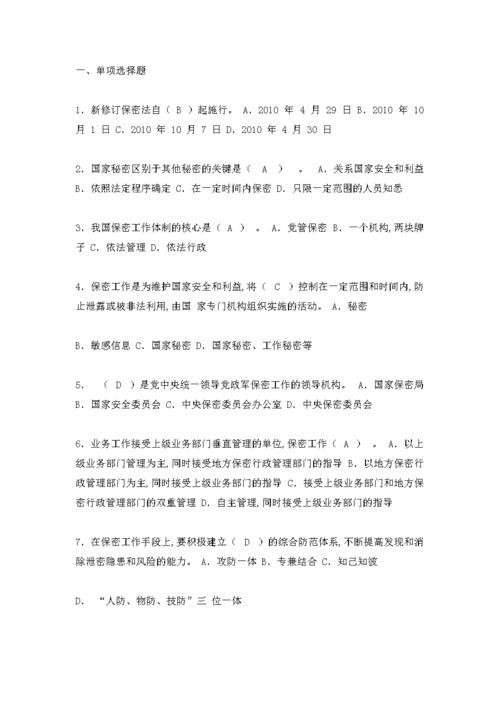 一、单项选择题
1．新修订保密法自（ B ）起施行。 A．2010 年 4 月 29 日 B．2010 年 10
月 1 日 C．2010 年 10 月 7 日 D．2010 年 4 月 30 日
2．国家秘密区别于其他秘密的关键是（ A ） 。 A．关系国家安全和利益
B．依照法定程序确定 C．在一定时间内保密 D．只限一定范围的人员知悉
3．我国保密工作体制的核心是（ A ） 。 A．党管保密 B．一个机构,两块牌
子 C．依法管理 D．依法行政
4．保密工作是为维护国家安全和利益,将（ C ）控制在一定范围和时间内,防
止泄露或被非法利用,由国 家专门机构组织实施的活动。 A．秘密
B．敏感信息 C．国家秘密 D．国家秘密、工作秘密等
5． （ D ）是党中央统一领导党政军保密工作的领导机构。 A．国家保密局
B．国家安全委员会 C．中央保密委员会办公室 D．中央保密委员会
6．业务工作接受上级业务部门垂直管理的单位,保密工作（ A ） 。 A．以上
级业务部门管理为主,同时接受地方保密行政管理部门的指导 B．以地方保密行
政管理部门为主,同时接受上级业务部门的指导 C．接受上级业务部门和地方保
密行政管理部门的双重管理 D．自主管理,同时接受上级业务部门的指导
7．在保密工作手段上,要积极建立（ D ）的综合防范体系,不断提高发现和消
除泄密隐患和风险的能力。 A．攻防一体 B．专兼结合 C．知己知彼
D． “人防、物防、技防”三 位一体